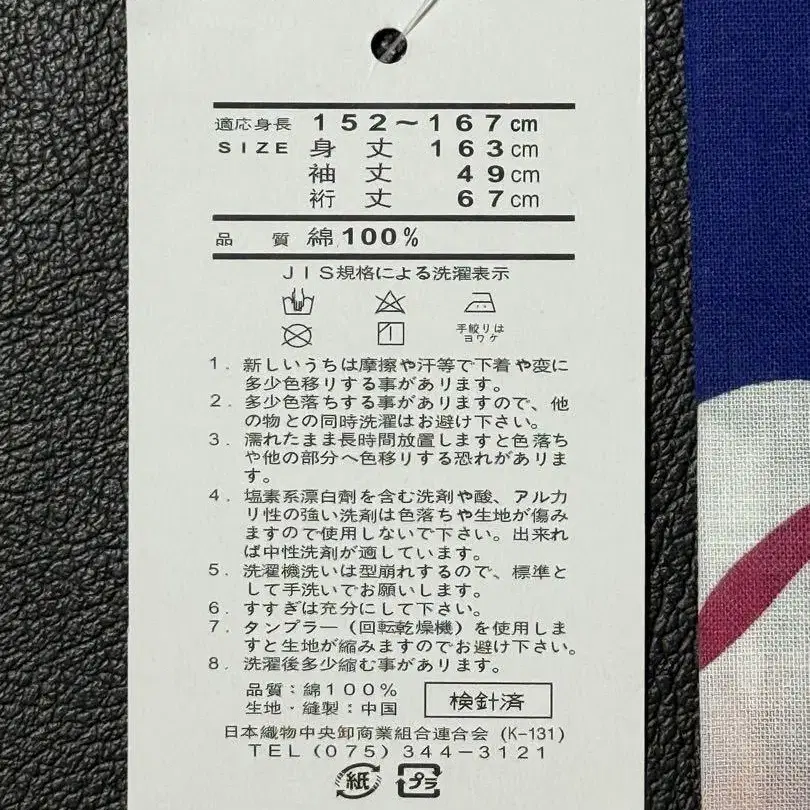 適応身長 152～167cm
SIZE 身丈 163cm
袖丈 49cm
裄丈 67cm
品質 綿100%
JIS規格による洗濯表示
手絞りは
ヨワケ
1. 新しいうちは摩擦や汗等で下着や変に
多少色移りする事があります。
2. 多少色落ちする事がありますので、他
の物との同時洗濯はお避け下さい。
3. 濡れたまま長時間放置しますと色落ち
や他の部分へ色移りする恐れがありま
す。
4. 塩素系漂白剤を含む洗剤や酸、アルカ
リ性の強い洗剤は色落ちや生地が傷み
ますので使用しないで下さい。出来れ
ば中性洗剤が適しています。
5. 洗濯機洗いは型崩れするので、標準と
して手洗いでお願いします。
6. すすぎは充分にして下さい。
7. タンプラー（回転乾燥機）を使用しま
すと生地が縮みますのでお避け下さい。
8. 洗濯後多少縮む事があります。
品質：綿100%
生地・縫製：中国
検針済
日本織物中央卸商業組合連合会（K-131）
TEL（075）344-3121
紙 プラ